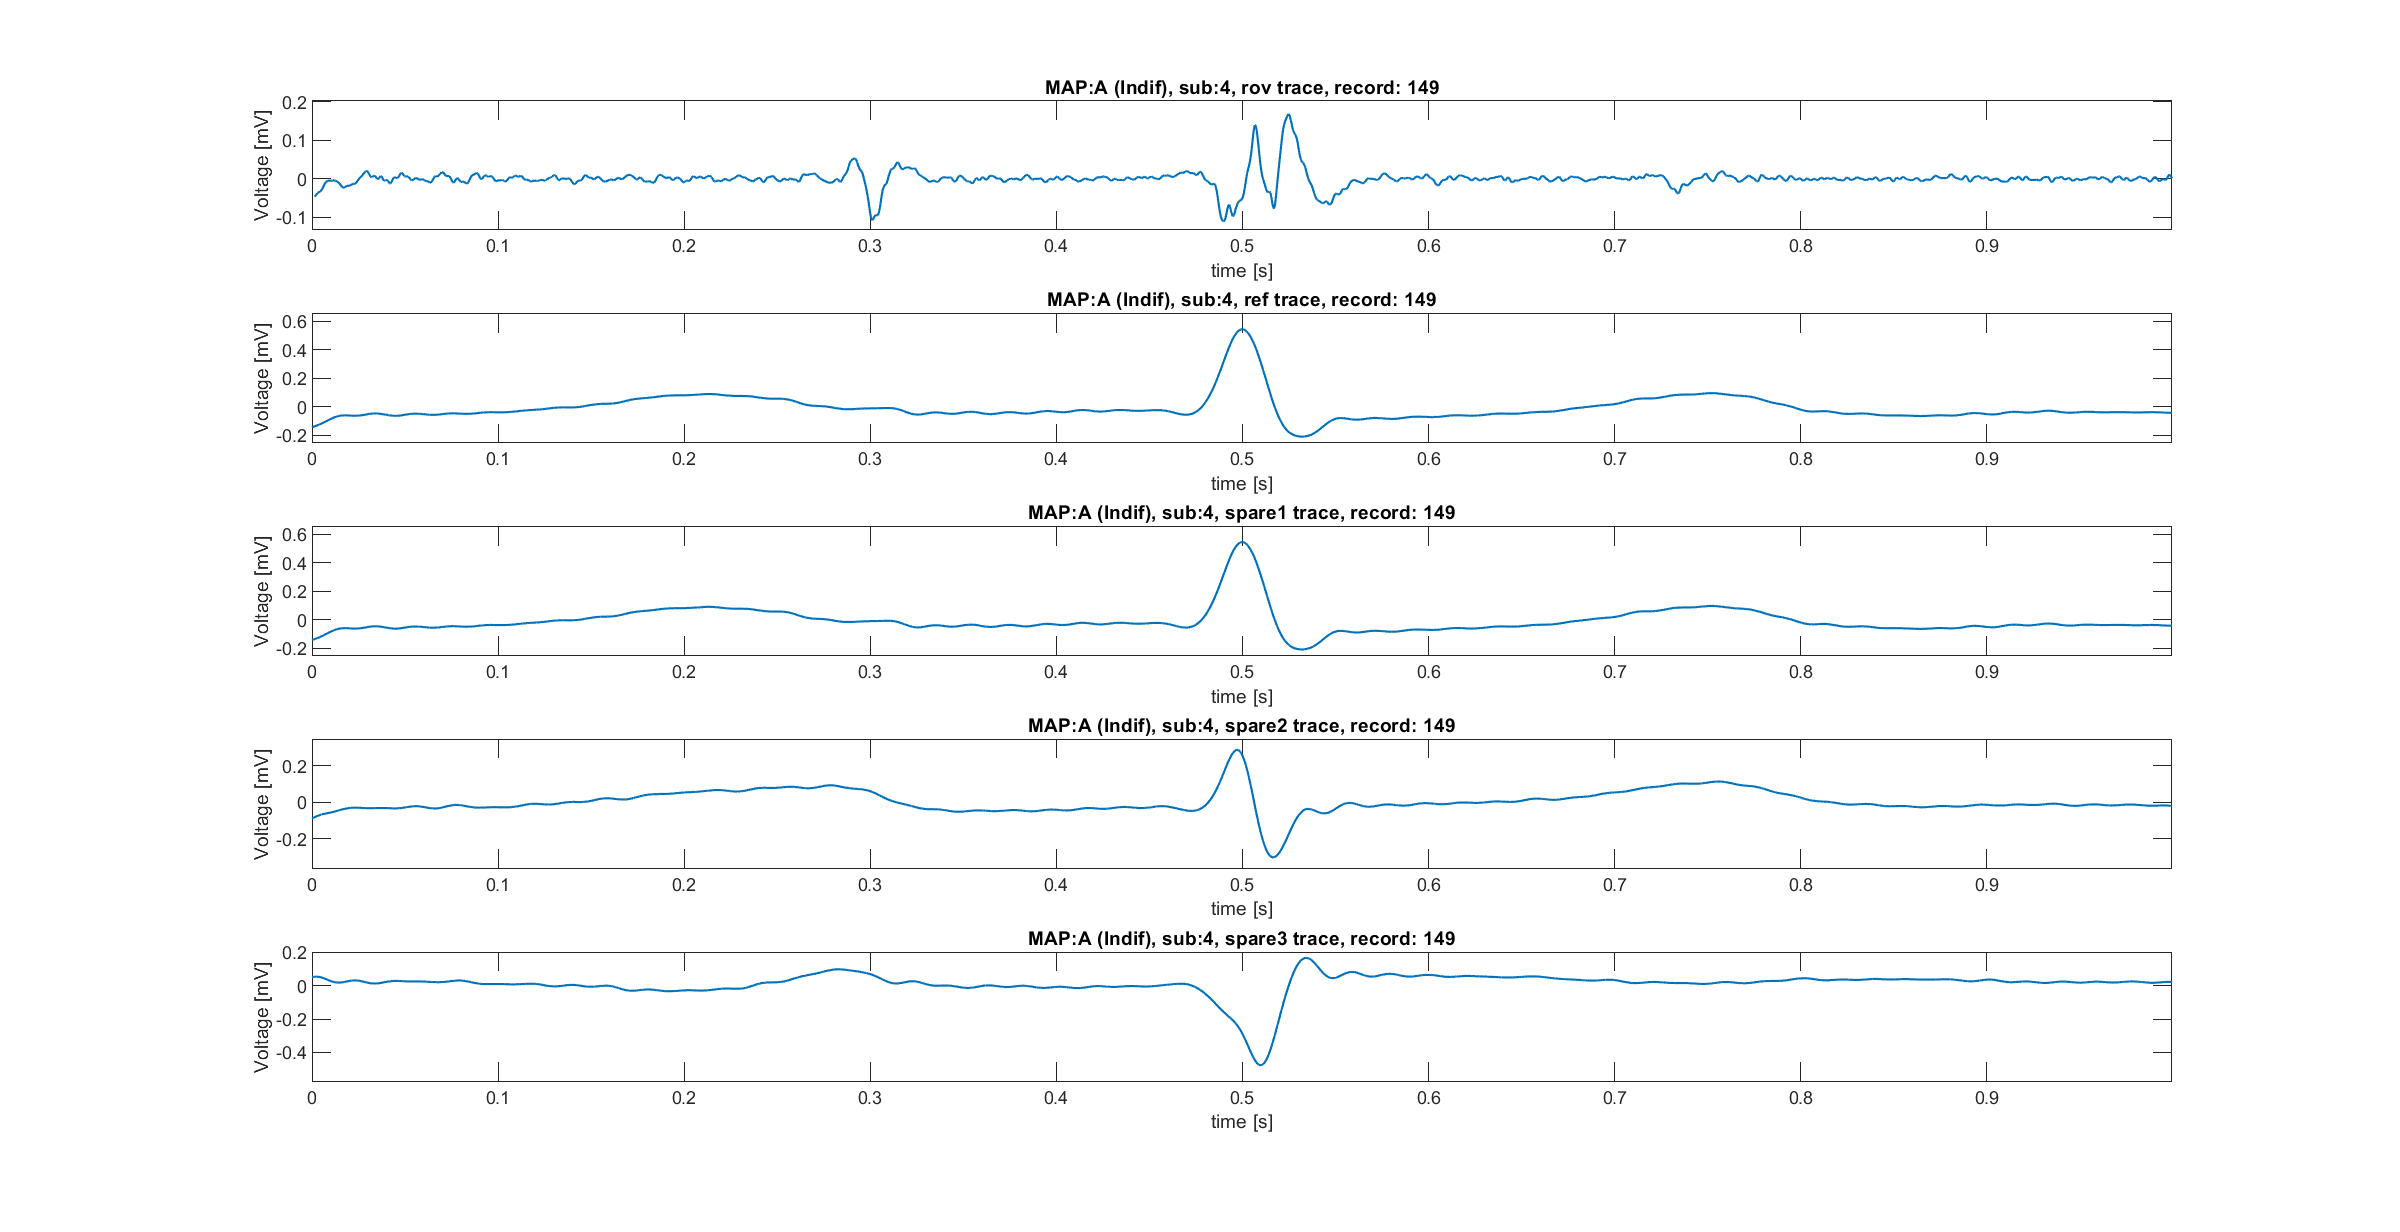 MAP:A (Indif), sub:4, rov trace, record: 149
Voltage [mV]
0.2
0.1
0
-0.1
0 0.1 0.2 0.3 0.4 0.5 0.6 0.7 0.8 0.9
time [s]
MAP:A (Indif), sub:4, ref trace, record: 149
Voltage [mV]
0.6
0.4
0.2
0
-0.2
0 0.1 0.2 0.3 0.4 0.5 0.6 0.7 0.8 0.9
time [s]
MAP:A (Indif), sub:4, spare1 trace, record: 149
Voltage [mV]
0.6
0.4
0.2
0
-0.2
0 0.1 0.2 0.3 0.4 0.5 0.6 0.7 0.8 0.9
time [s]
MAP:A (Indif), sub:4, spare2 trace, record: 149
Voltage [mV]
0.2
0
-0.2
0 0.1 0.2 0.3 0.4 0.5 0.6 0.7 0.8 0.9
time [s]
MAP:A (Indif), sub:4, spare3 trace, record: 149
Voltage [mV]
0.2
0
-0.2
-0.4
0 0.1 0.2 0.3 0.4 0.5 0.6 0.7 0.8 0.9
time [s]